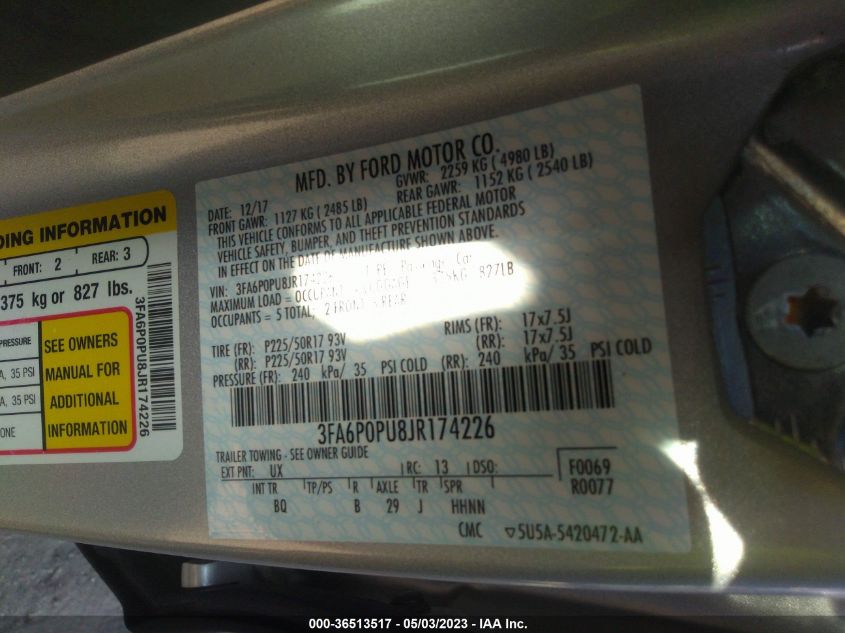 DING INFORMATION
FRONT: 2 REAR: 3
375 kg or 827 lbs.
PRESSURE
A, 35 PSI
A, 35 PSI
ONE
SEE OWNERS
MANUAL FOR
ADDITIONAL
INFORMATION
3FA6P0PU8JR174226
MFD. BY FORD MOTOR CO.
DATE: 12/17 GVWR: 2259 KG ( 4980 LB)
FRONT GAWR: 1127 KG ( 2485 LB) REAR GAWR: 1152 KG ( 2540 LB)
THIS VEHICLE CONFORMS TO ALL APPLICABLE FEDERAL MOTOR
VEHICLE SAFETY, BUMPER, AND THEFT PREVENTION STANDARDS
IN EFFECT ON THE DATE OF MANUFACTURE SHOWN ABOVE.
VIN: 3FA6P0PU8JR174226 Car
MAXIMUM LOAD = KG 827LB
OCCUPANTS = 5 TOTAL; 2 FRONT REAR
TIRE (FR): P225/50R17 93V RIMS (FR): 17x7.5J
(RR): P225/50R17 93V (RR): 17x7.5J
PRESSURE (FR): 240 kPa/ 35 PSI COLD (RR): 240 kPa/ 35 PSI COLD
3FA6P0PU8JR174226
TRAILER TOWING - SEE OWNER GUIDE
EXT PNT: UX RC: 13 DSO: F0069
R0077
INT TR TP/PS R AXLE TR SPR
BQ B 29 J HHNN
CMC ▽5U5A-5420472-AA
000-36513517 - 05/03/2023 - IAA Inc.